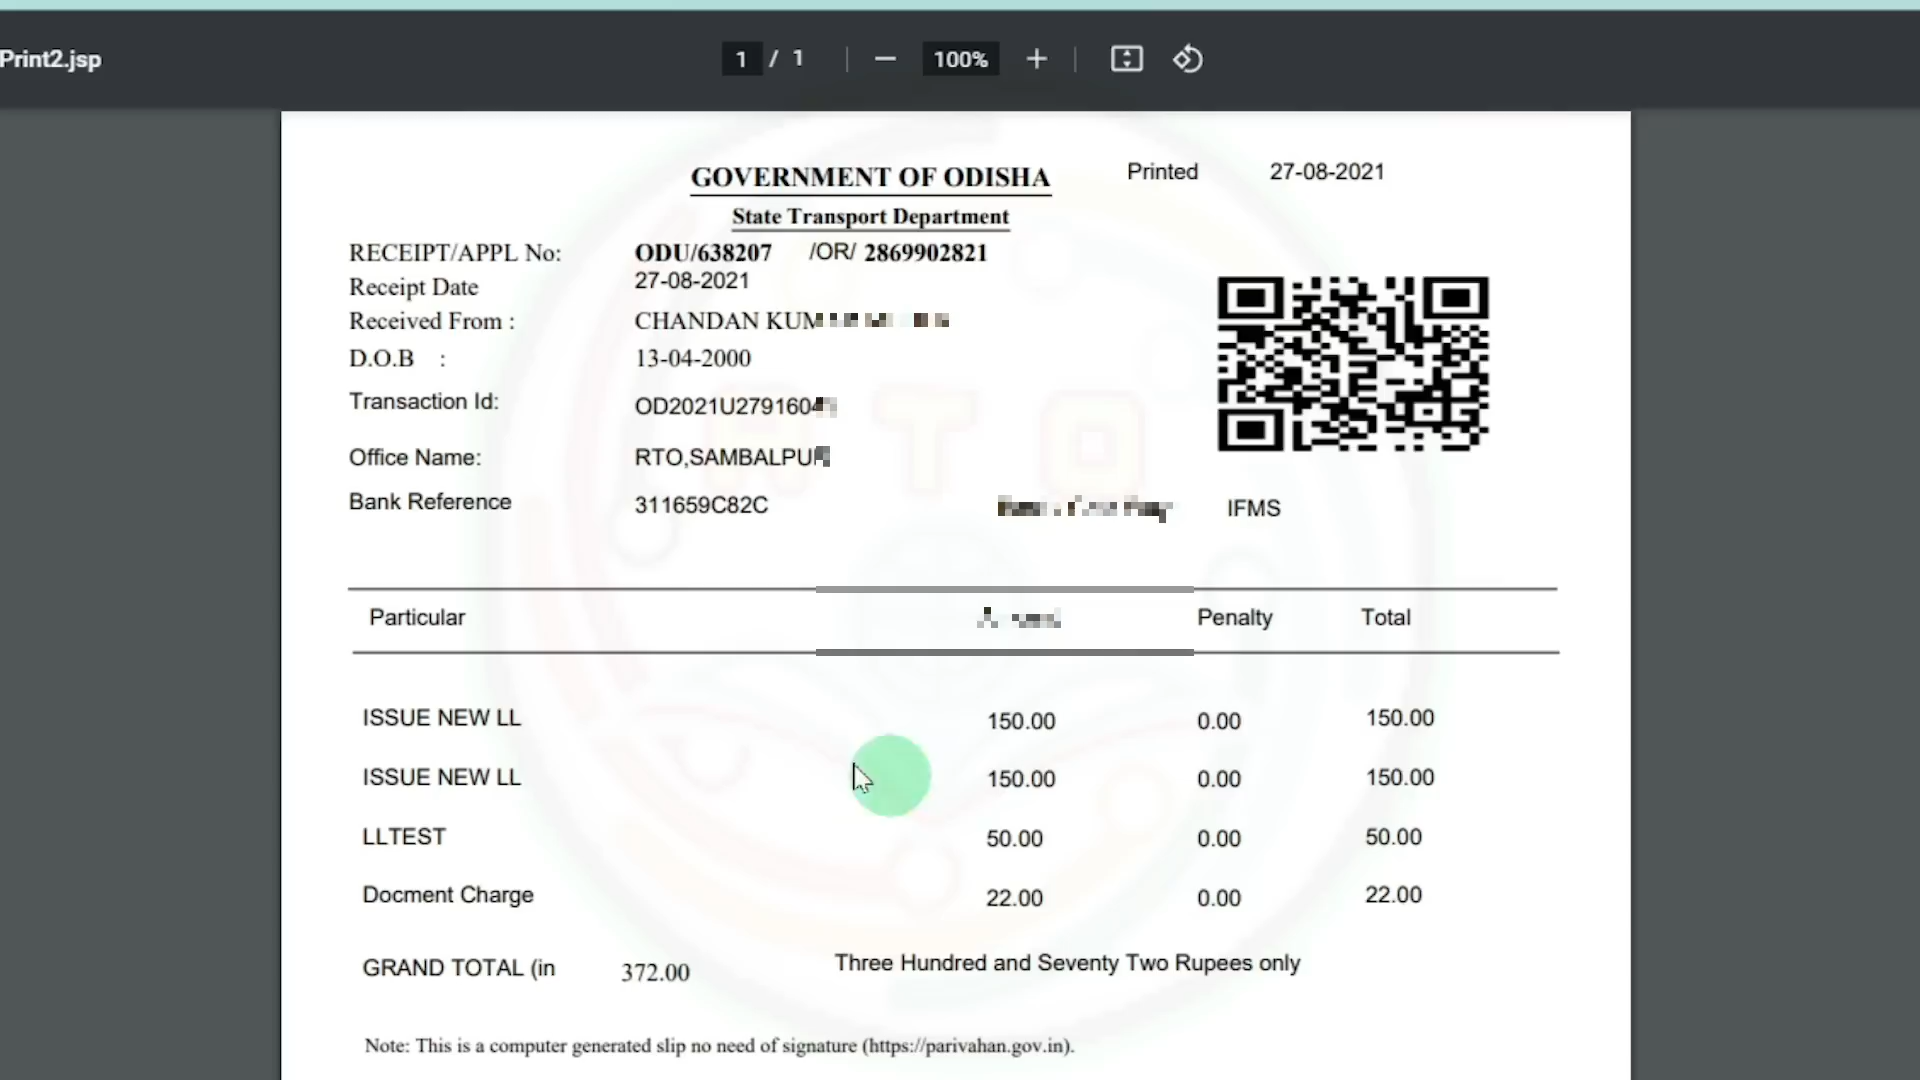 Print2.jsp
1 / 1
100%
GOVERNMENT OF ODISHA
Printed 27-08-2021
State Transport Department
RECEIPT/APPL No: ODU/638207 /OR/ 2869902821
Receipt Date 27-08-2021
Received From : CHANDAN
D.O.B : 13-04-2000
Transaction Id:
Office Name:
Bank Reference 311659C82C IFMS
Particular Penalty Total
ISSUE NEW LL 150.00 0.00 150.00
ISSUE NEW LL 150.00 0.00 150.00
LLTEST 50.00 0.00 50.00
Docment Charge 22.00 0.00 22.00
GRAND TOTAL (in 372.00 Three Hundred and Seventy Two Rupees only
Note: This is a computer generated slip no need of signature (https://parivahan.gov.in).
RTO